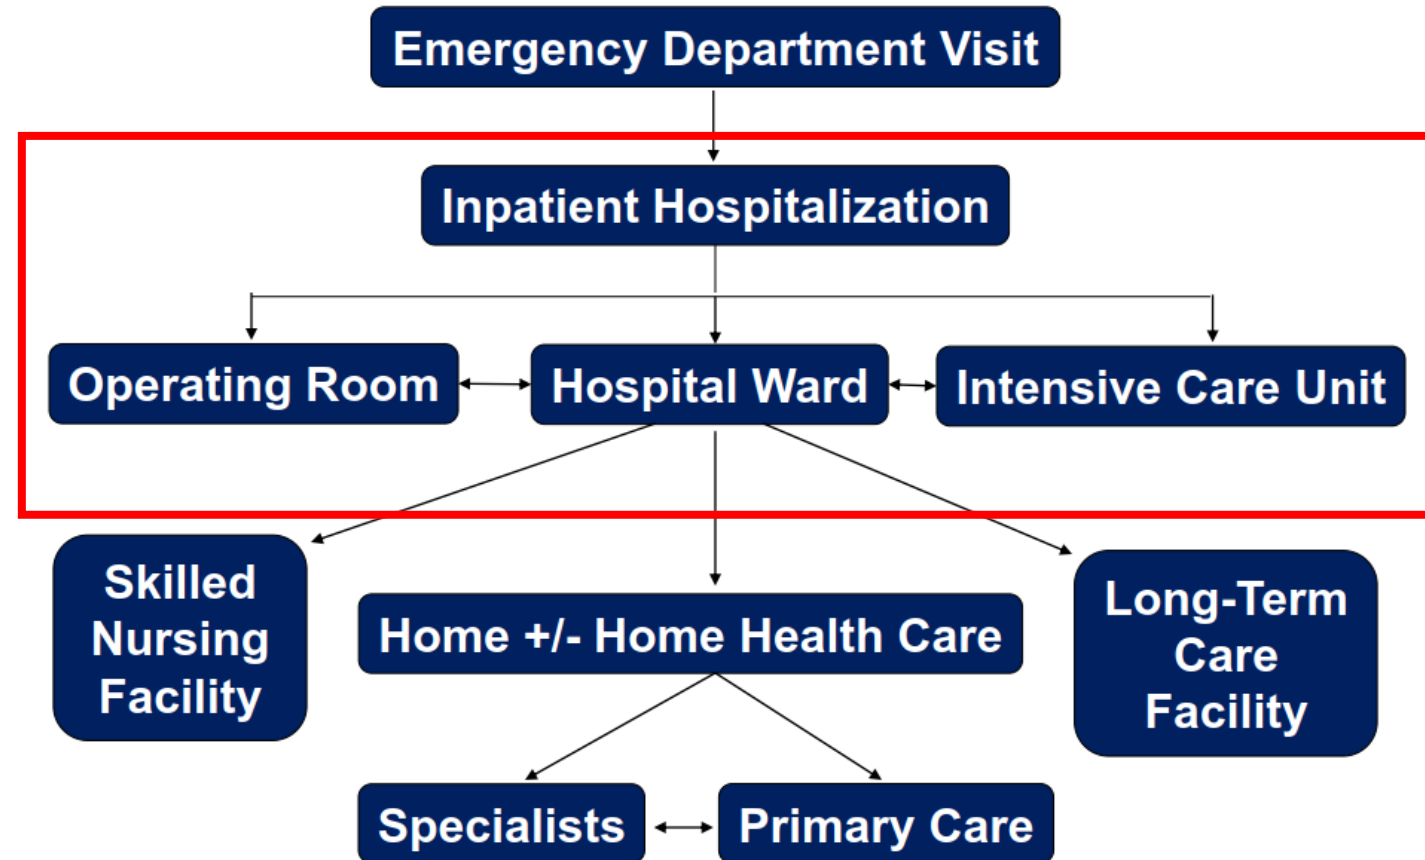 Emergency Department Visit
Inpatient Hospitalization
Operating Room
Hospital Ward
Intensive Care Unit
Skilled
Nursing
Facility
Home +/- Home Health Care
Long-Term
Care
Facility
Specialists
Primary Care